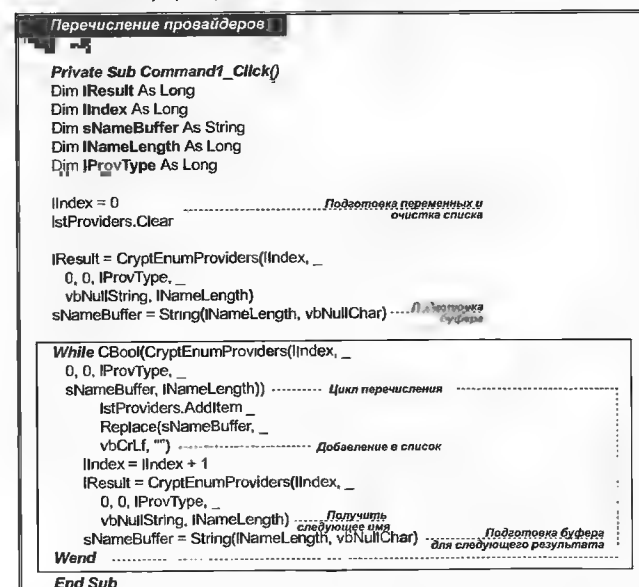 Перечисление провайдеров
Private Sub Command1_Click()
Dim lResult As Long
Dim lIndex As Long
Dim sNameBuffer As String
Dim lNameLength As Long
Dim lProvType As Long
lIndex = 0
Подготовка переменных и очистка списка
lstProviders.Clear
lResult = CryptEnumProviders(lIndex, _
0, 0, lProvType, _
vbNullString, lNameLength)
sNameBuffer = String(lNameLength, vbNullChar) Подготовка буфера
While CBool(CryptEnumProviders(lIndex, _
0, 0, lProvType, _
sNameBuffer, lNameLength)) Цикл перечисления
lstProviders.AddItem _
Replace(sNameBuffer, _
vbCrLf, "") Добавление в список
lIndex = lIndex + 1
lResult = CryptEnumProviders(lIndex, _
0, 0, lProvType, _
vbNullString, lNameLength) Получить следующее имя
sNameBuffer = String(lNameLength, vbNullChar) Подготовка буфера для следующего результата
Wend
End Sub